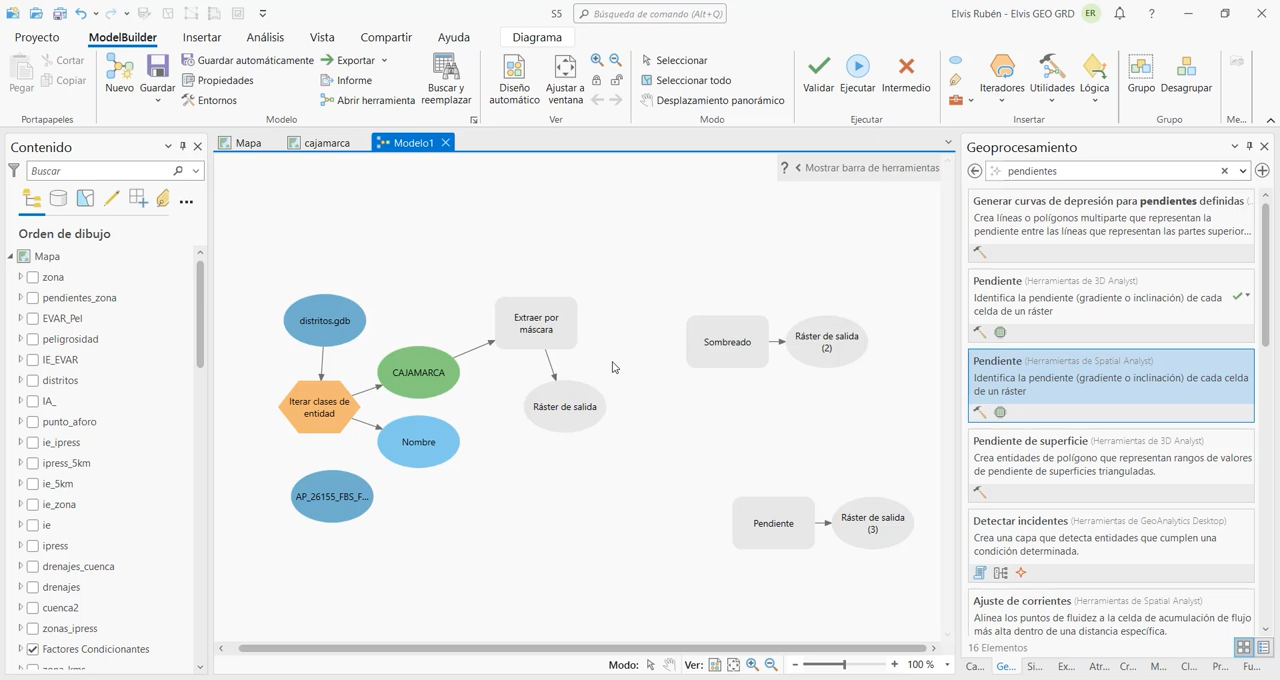 S5
Búsqueda de comando (Alt+Q)
Elvis Rubén - Elvis GEO GRD
ER
Proyecto
ModelBuilder
Insertar
Análisis
Vista
Compartir
Ayuda
Diagrama
Pegar
Cortar
Copiar
Portapapeles
Nuevo
Guardar
Guardar automáticamente
Propiedades
Entornos
Exportar
Informe
Abrir herramienta
Buscar y reemplazar
Modelo
Diseño automático
Ajustar a ventana
Ver
Seleccionar
Seleccionar todo
Desplazamiento panorámico
Modo
Validar
Ejecutar
Intermedio
Ejecutar
Iteradores
Utilidades
Lógica
Insertar
Grupo
Desagrupar
Grupo
Me...
Contenido
Buscar
Orden de dibujo
Mapa
zona
pendientes_zona
EVAR_Pel
peligrosidad
IE_EVAR
distritos
IA_
punto_aforo
ie_ipress
ipress_5km
ie_5km
ie_zona
ie
ipress
drenajes_cuenca
drenajes
cuenca2
zonas_ipress
Factores Condicionantes
Mapa
cajamarca
Modelo1
? < Mostrar barra de herramientas
distritos.gdb
Iterar clases de entidad
CAJAMARCA
Nombre
AP_26155_FBS_F...
Extraer por máscara
Ráster de salida
Sombreado
Ráster de salida (2)
Pendiente
Ráster de salida (3)
Modo:
Ver:
100 %
Geoprocesamiento
pendientes
Generar curvas de depresión para pendientes definidas (...
Crea líneas o polígonos multiparte que representan la
pendiente entre las líneas que representan las partes superior...
Pendiente (Herramientas de 3D Analyst)
Identifica la pendiente (gradiente o inclinación) de cada
celda de un ráster
Pendiente (Herramientas de Spatial Analyst)
Identifica la pendiente (gradiente o inclinación) de cada celda
de un ráster
Pendiente de superficie (Herramientas de 3D Analyst)
Crea entidades de polígono que representan rangos de valores
de pendiente de superficies trianguladas.
Detectar incidentes (Herramientas de GeoAnalytics Desktop)
Crea una capa que detecta entidades que cumplen una
condición determinada.
Ajuste de corrientes (Herramientas de Spatial Analyst)
Alinea los puntos de fluidez a la celda de acumulación de flujo
más alta dentro de una distancia específica.
16 Elementos
Ca...
Ge...
Si...
Ex...
Atr...
Cr...
M...
Cl...
Pr...
Fu...